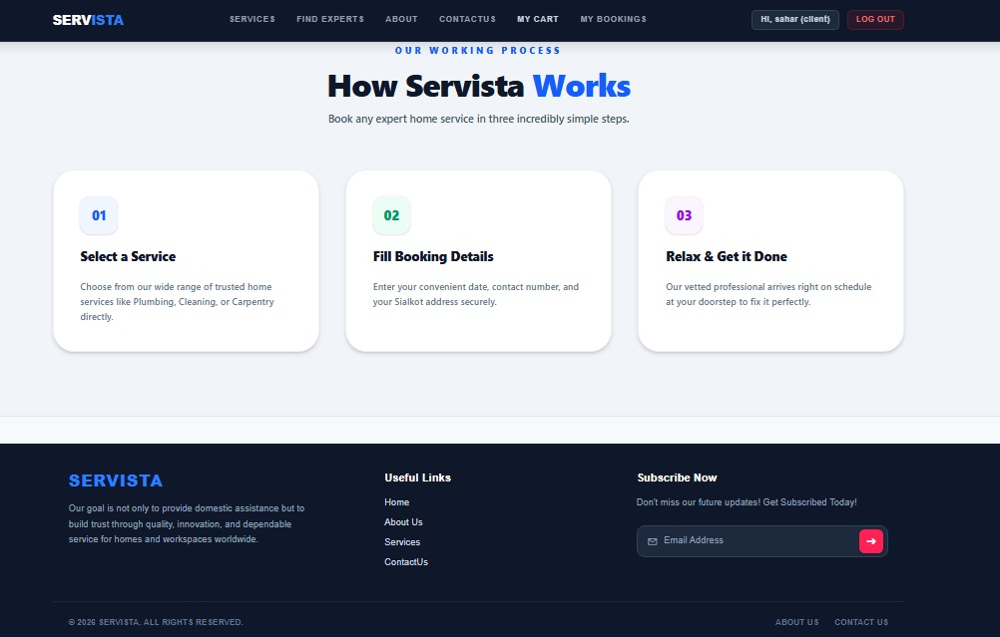 SERVISTA
SERVICES FIND EXPERTS ABOUT CONTACTUS MY CART MY BOOKINGS
Hi, sahar (client) LOG OUT
OUR WORKING PROCESS
How Servista Works
Book any expert home service in three incredibly simple steps.
01
Select a Service
Choose from our wide range of trusted home
services like Plumbing, Cleaning, or Carpentry
directly.
02
Fill Booking Details
Enter your convenient date, contact number, and
your Sialkot address securely.
03
Relax & Get it Done
Our vetted professional arrives right on schedule
at your doorstep to fix it perfectly.
SERVISTA
Our goal is not only to provide domestic assistance but to
build trust through quality, innovation, and dependable
service for homes and workspaces worldwide.
Useful Links
Home
About Us
Services
ContactUs
Subscribe Now
Don't miss our future updates! Get Subscribed Today!
Email Address
© 2026 SERVISTA. ALL RIGHTS RESERVED.
ABOUT US CONTACT US